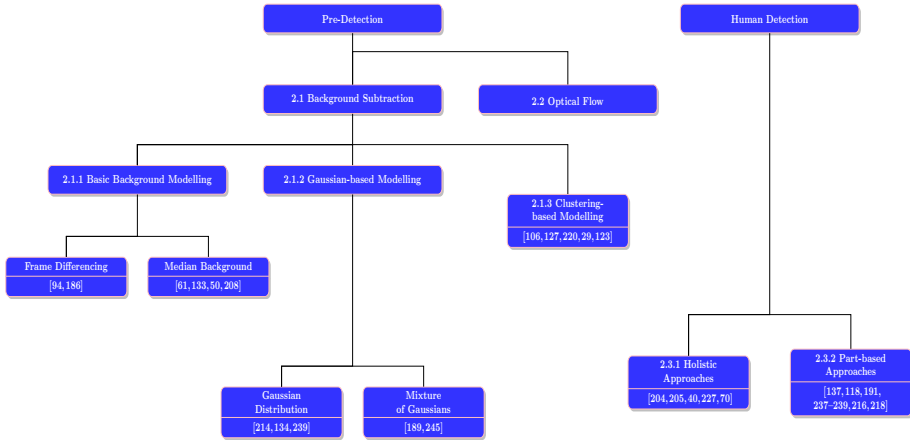 Pre-Detection
Human Detection
2.1 Background Subtraction
2.2 Optical Flow
2.1.1 Basic Background Modelling
2.1.2 Gaussian-based Modelling
2.1.3 Clustering-
based Modelling
[106,127,220,29,123]
Frame Differencing
[94,186]
Median Background
[61,133,50,208]
2.3.1 Holistic
Approaches
[204,205,40,227,70]
2.3.2 Part-based
Approaches
[137,118,191,
237–239,216,218]
Gaussian
Distribution
[214,134,239]
Mixture
of Gaussians
[189,245]